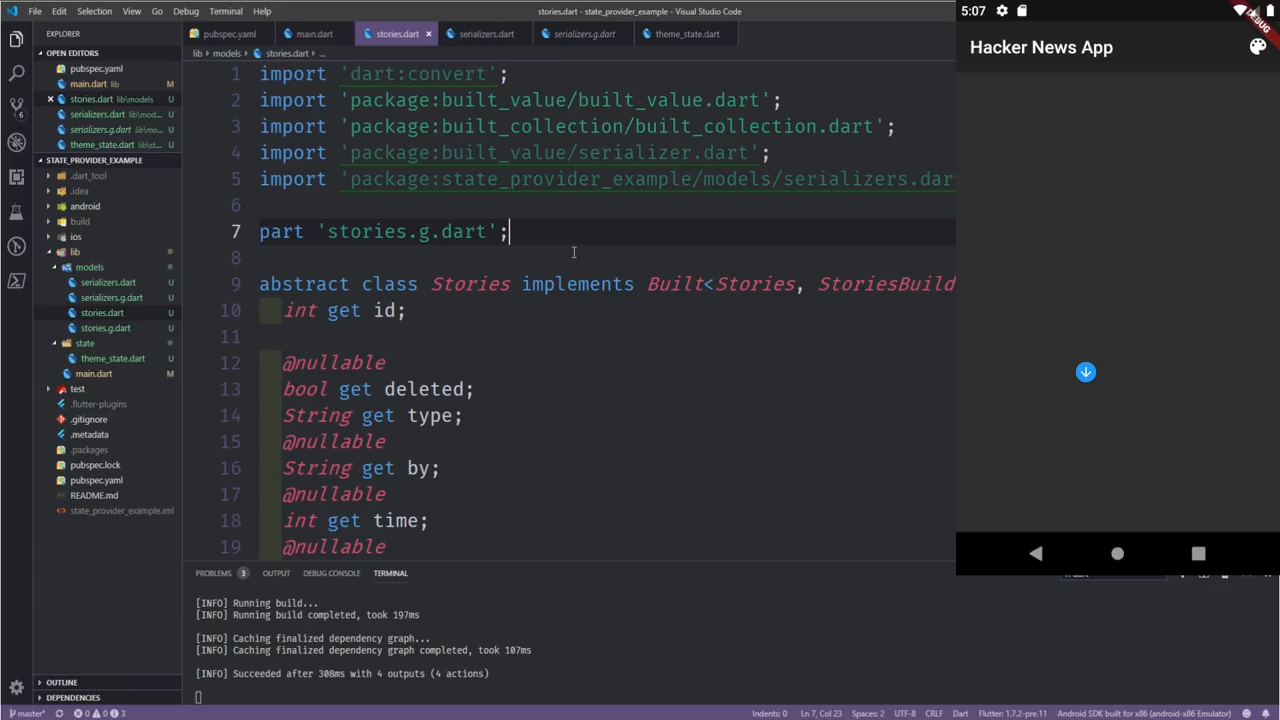 File Edit Selection View Go Debug Terminal Help
stories.dart - state_provider_example - Visual Studio Code
EXPLORER
OPEN EDITORS
pubspec.yaml
main.dart lib M
stories.dart lib\models U
serializers.dart lib\mod... U
serializers.g.dart lib\mo... U
theme_state.dart lib\st... U
STATE_PROVIDER_EXAMPLE
.dart_tool
.idea
android
build
ios
lib
models
serializers.dart U
serializers.g.dart U
stories.dart U
stories.g.dart U
state
theme_state.dart U
main.dart M
test
.flutter-plugins
.gitignore
.metadata
.packages
pubspec.lock
pubspec.yaml
README.md
state_provider_example.iml
OUTLINE
DEPENDENCIES
6
pubspec.yaml main.dart stories.dart serializers.dart serializers.g.dart theme_state.dart
lib models stories.dart ...
1 import 'dart:convert';
2 import 'package:built_value/built_value.dart';
3 import 'package:built_collection/built_collection.dart';
4 import 'package:built_value/serializer.dart';
5 import 'package:state_provider_example/models/serializers.dar
6
7 part 'stories.g.dart';
8
9 abstract class Stories implements Built<Stories, StoriesBuild
10 int get id;
11
12 @nullable
13 bool get deleted;
14 String get type;
15 @nullable
16 String get by;
17 @nullable
18 int get time;
19 @nullable
PROBLEMS 3 OUTPUT DEBUG CONSOLE TERMINAL
[INFO] Running build...
[INFO] Running build completed, took 197ms
[INFO] Caching finalized dependency graph...
[INFO] Caching finalized dependency graph completed, took 107ms
[INFO] Succeeded after 308ms with 4 outputs (4 actions)
5:07
DEBUG
Hacker News App
master* 0 0 3 Indents: 0 Ln 7, Col 23 Spaces: 2 UTF-8 CRLF Dart Flutter: 1.7.2-pre.11 Android SDK built for x86 (android-x86 Emulator)